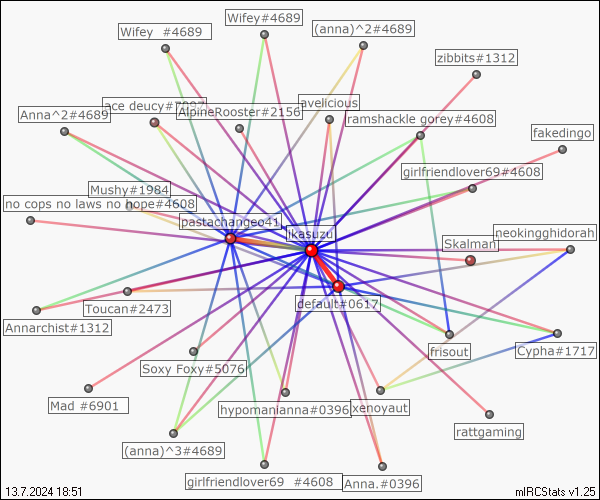 Wifey #4689
Wifey#4689
(anna)^2#4689
zibbits#1312
Anna^2#4689
ace deucy#7887
AlpineRooster#2156
avelicious
ramshackle gorey#4608
fakedingo
girlfriendlover69#4608
Mushy#1984
no cops no laws no hope#4608
pastachangeo41
ikasuzu
neokingghidorah
Skalman
default#0617
Toucan#2473
Annarchist#1312
frisout
Cypha#1717
Soxy Foxy#5076
Mad #6901
hypomanianna#0396
xenoyaut
rattgaming
(anna)^3#4689
girlfriendlover69 #4608
Anna.#0396
13.7.2024 18:51
mIRCStats v1.25